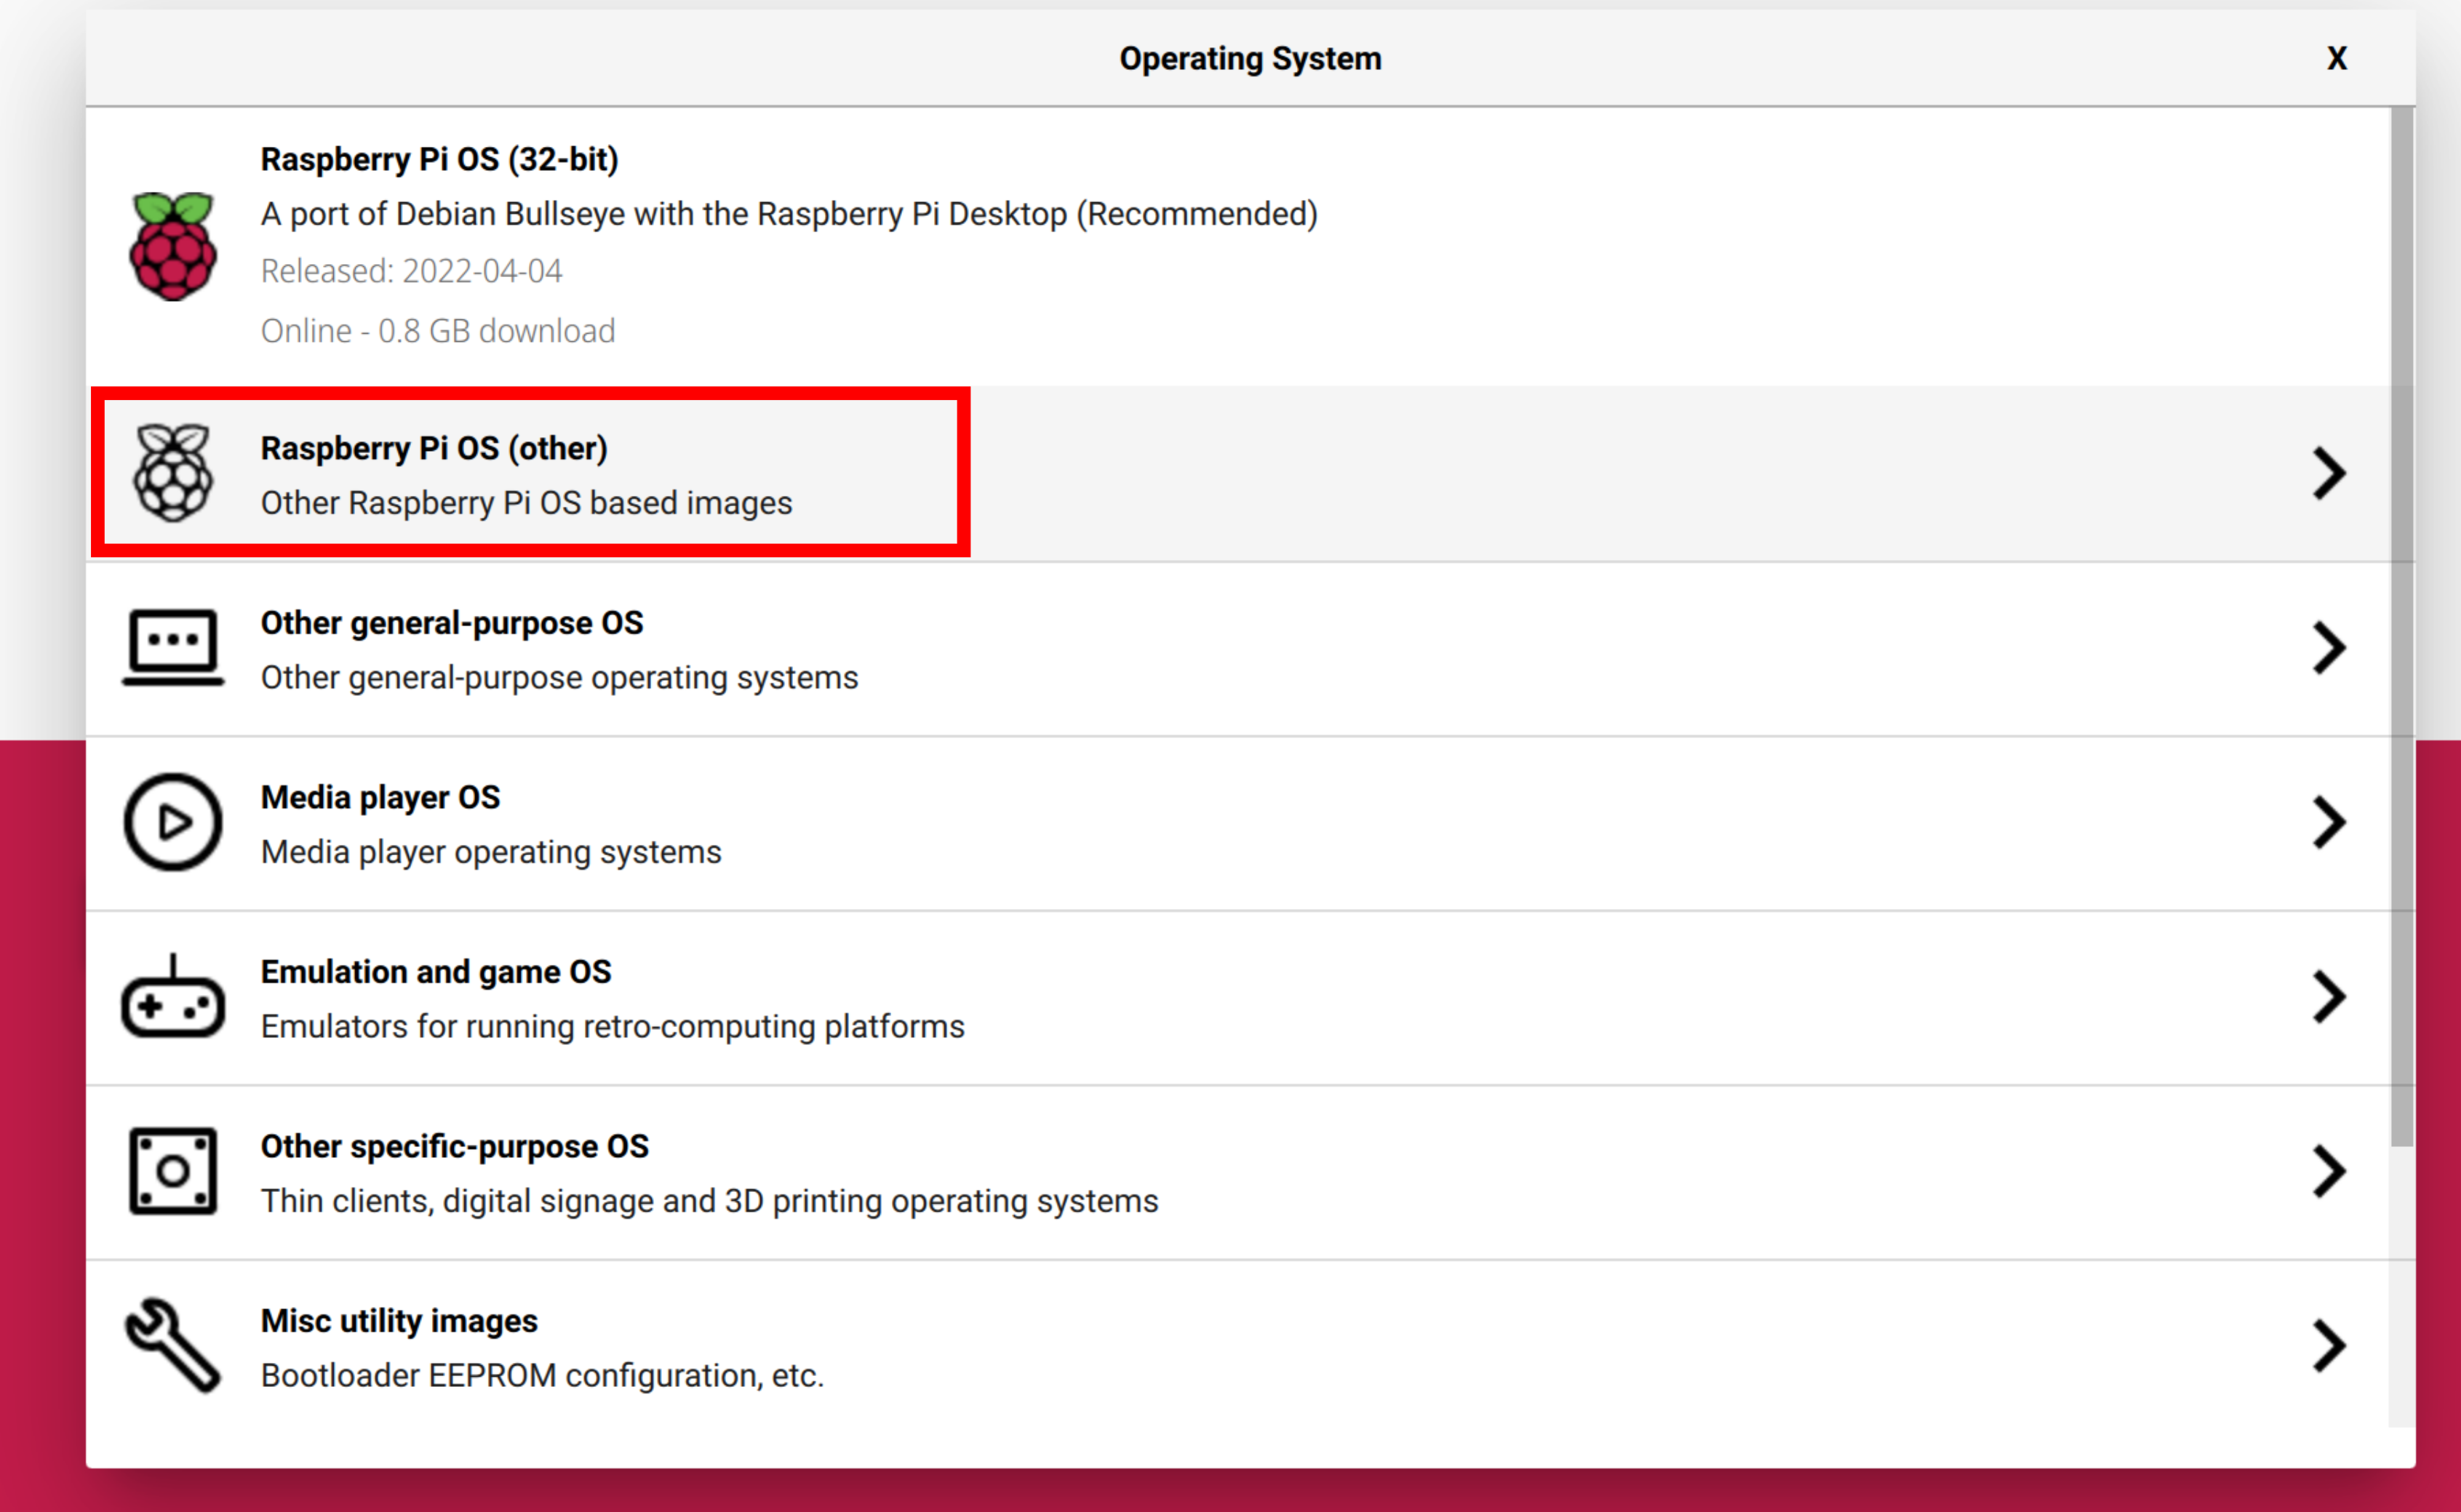 Operating System
X
Raspberry Pi OS (32-bit)
A port of Debian Bullseye with the Raspberry Pi Desktop (Recommended)
Released: 2022-04-04
Online - 0.8 GB download
Raspberry Pi OS (other)
Other Raspberry Pi OS based images
Other general-purpose OS
Other general-purpose operating systems
Media player OS
Media player operating systems
Emulation and game OS
Emulators for running retro-computing platforms
Other specific-purpose OS
Thin clients, digital signage and 3D printing operating systems
Misc utility images
Bootloader EEPROM configuration, etc.